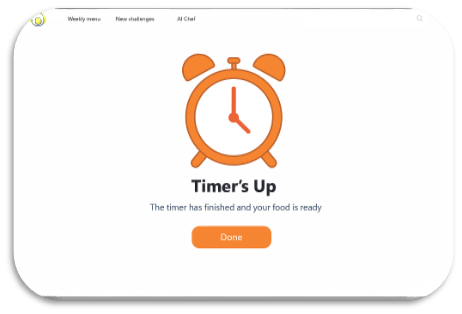 Weekly menu New challenges AI Chef
Timer's Up
The timer has finished and your food is ready
Done